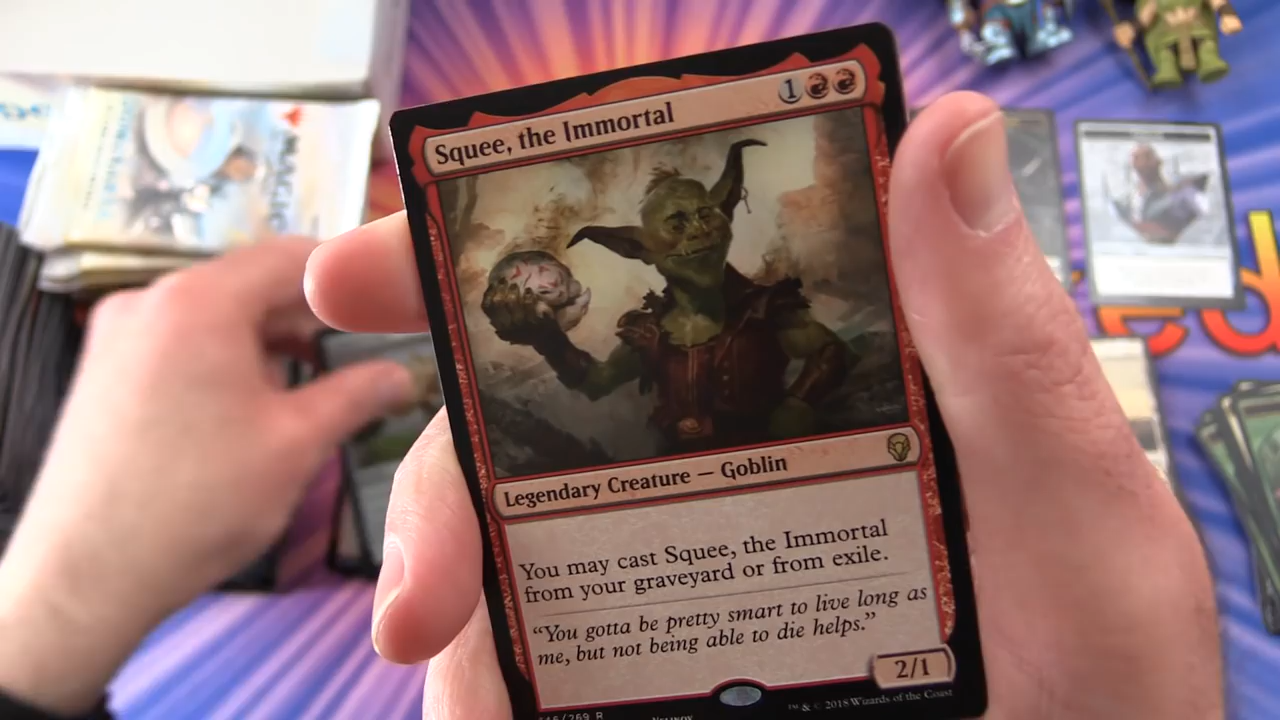 Squee, the Immortal 1
Legendary Creature — Goblin
You may cast Squee, the Immortal
from your graveyard or from exile.
“You gotta be pretty smart to live long as
me, but not being able to die helps.”
2/1
™ & © 2018 Wizards of the Coast
/269 R